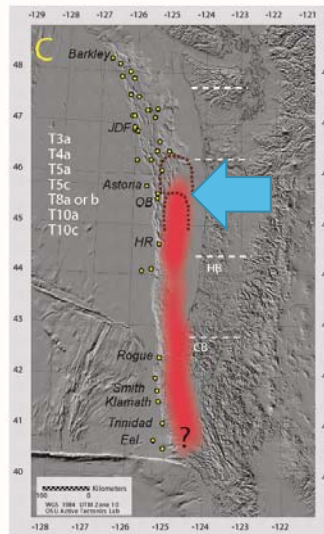 -129 -128 -127 -126 -125 -124 -123 -122 -121
C
Barkley
48
47
JDF
T3a
T4a
T5a
T5c
T8a or b
T10a
T10c
46
Astoria
OB
45
HR
44
HB
43
CB
Rogue
42
Smith
Klamath
41
Trinidad
Eel
?
40
Kilometers
100 0
WGS 1984 UTM Zone 10
OSU Active Tectonics Lab
-128 -127 -126 -125 -124 -123 -122